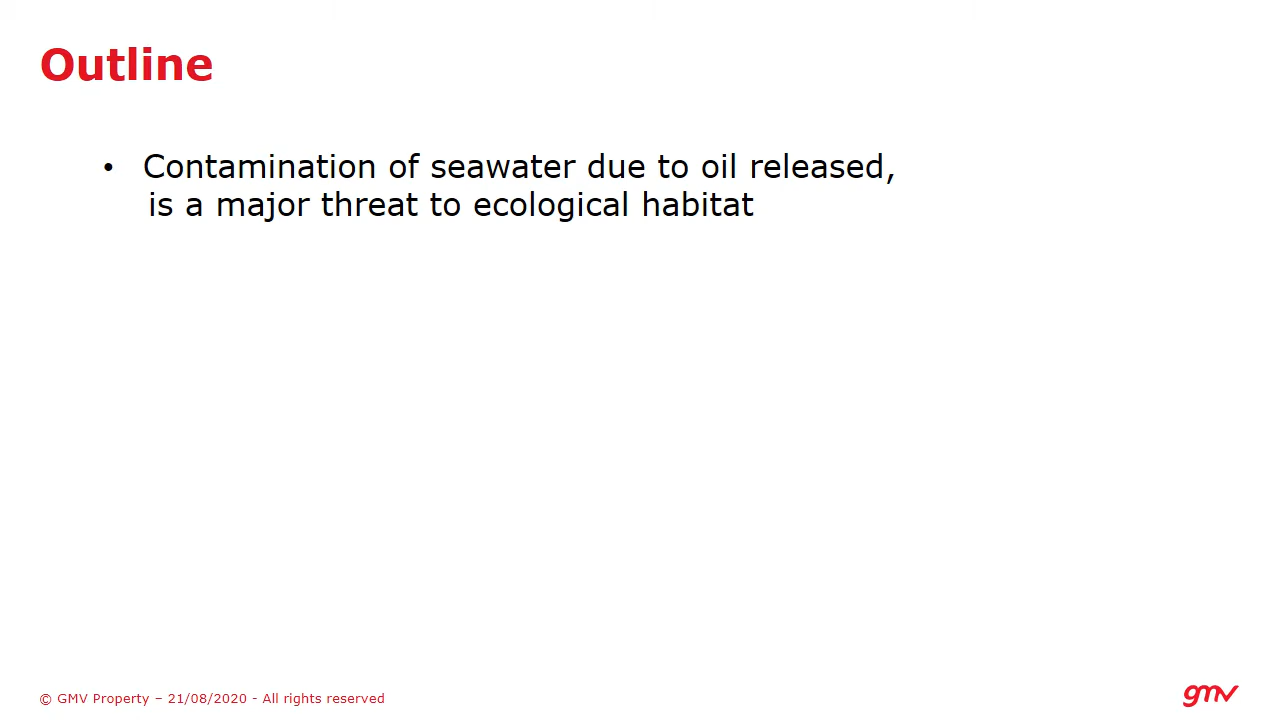 Outline
• Contamination of seawater due to oil released,
is a major threat to ecological habitat
© GMV Property – 21/08/2020 - All rights reserved
gmv